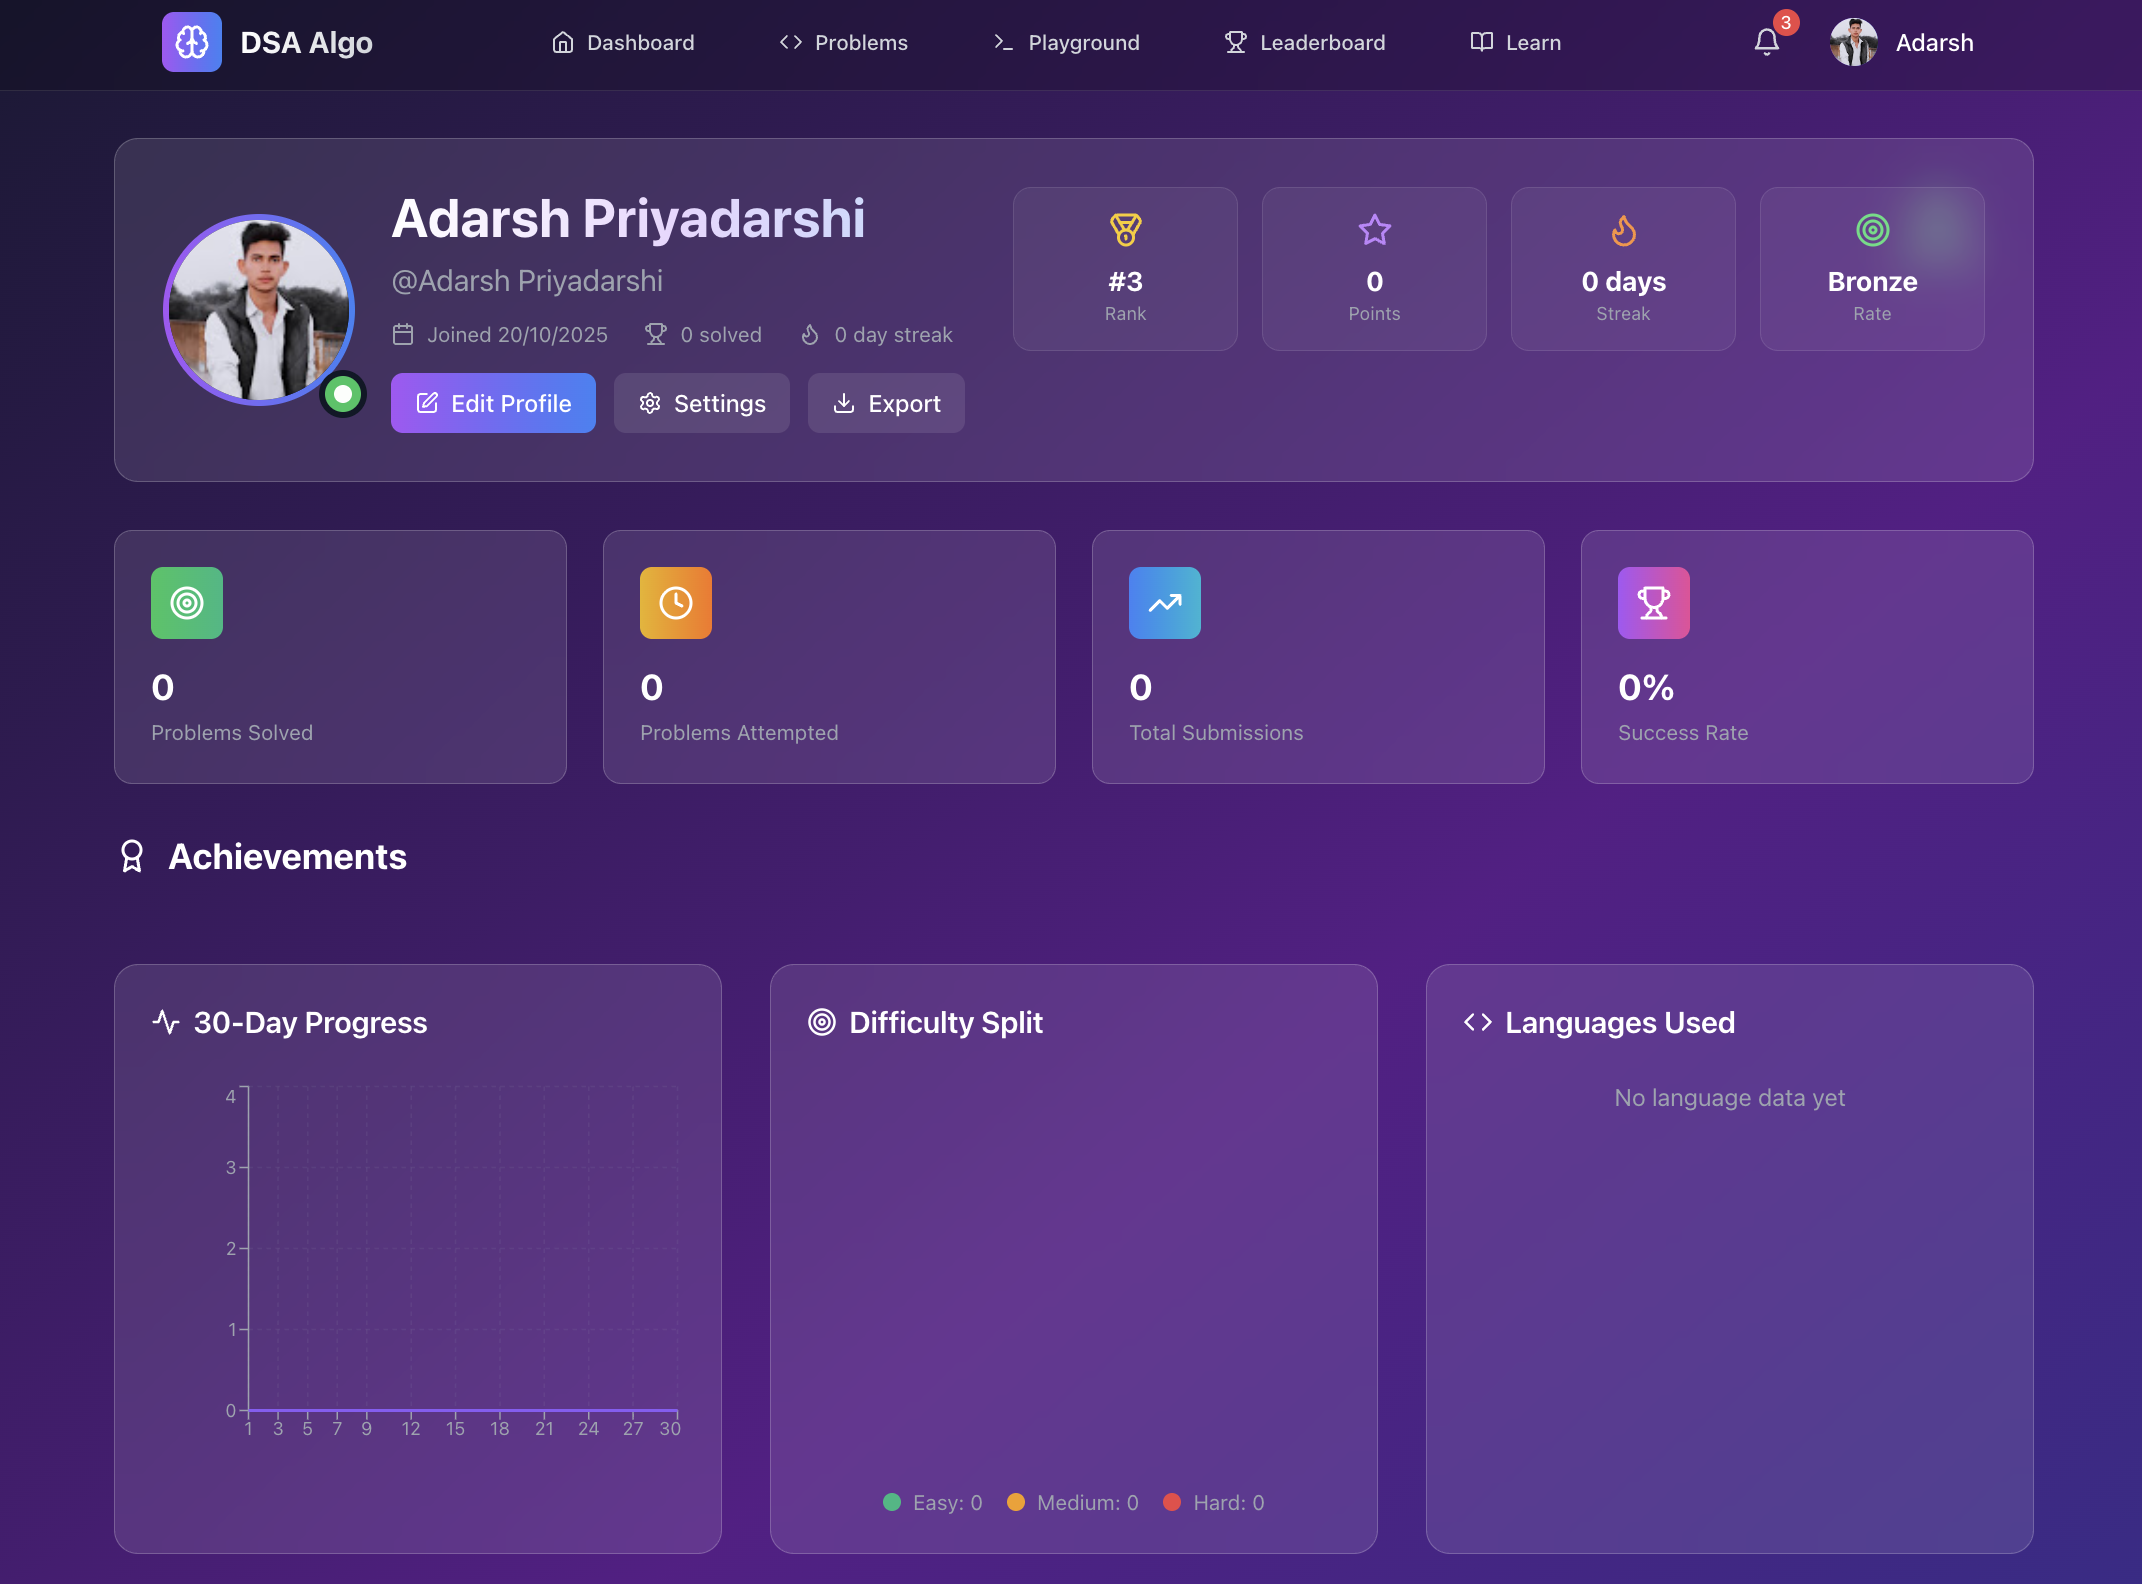 DSA Algo
Dashboard
Problems
Playground
Leaderboard
Learn
3
Adarsh
Adarsh Priyadarshi
@Adarsh Priyadarshi
Joined 20/10/2025
0 solved
0 day streak
Edit Profile
Settings
Export
#3
Rank
0
Points
0 days
Streak
Bronze
Rate
0
Problems Solved
0
Problems Attempted
0
Total Submissions
0%
Success Rate
Achievements
30-Day Progress
4
3
2
1
0
1 3 5 7 9 12 15 18 21 24 27 30
Difficulty Split
Easy: 0
Medium: 0
Hard: 0
Languages Used
No language data yet